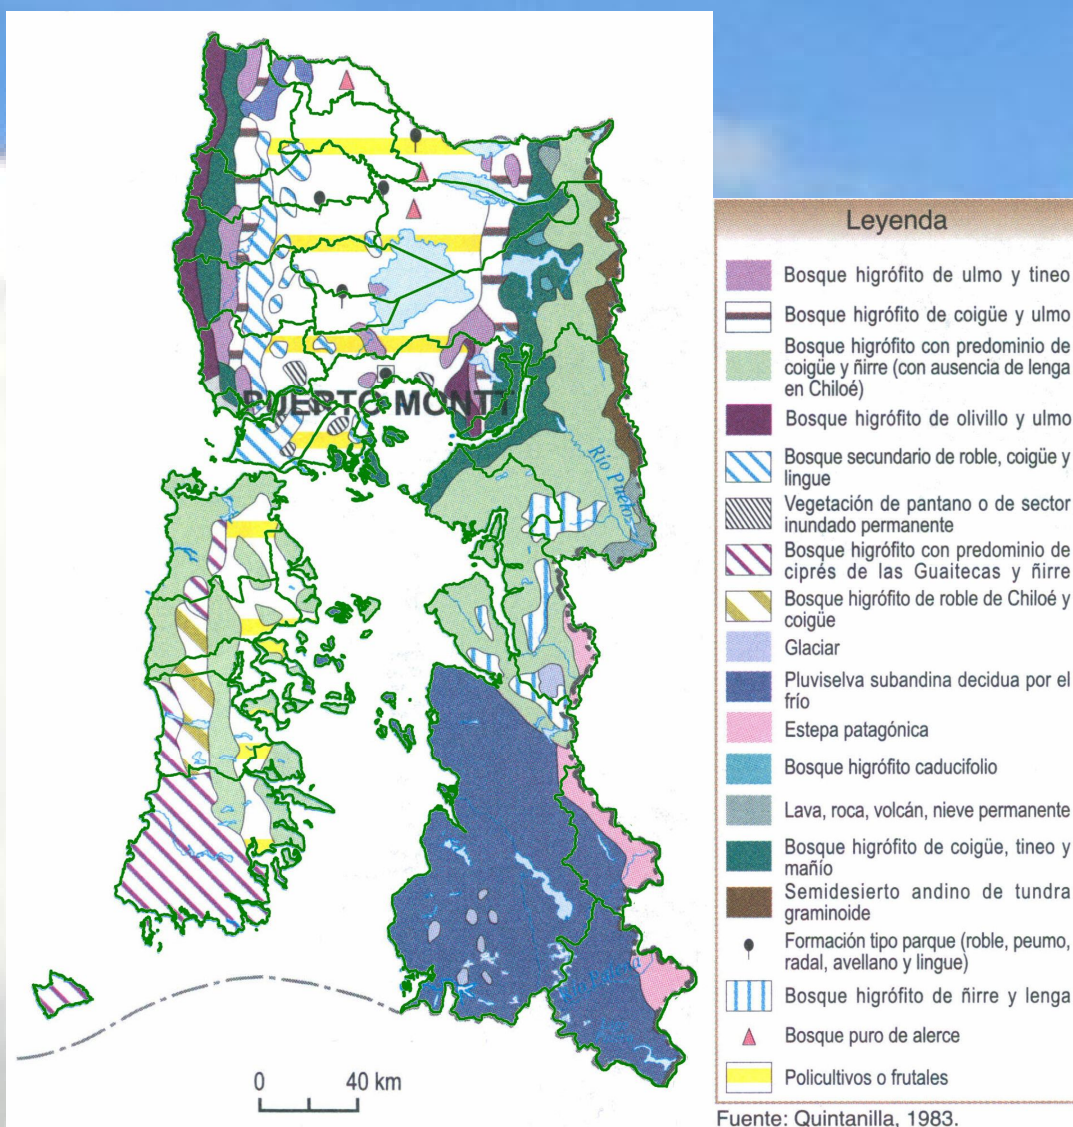 PUERTO MONTT
Río Puelo
Río Palena
0 40 km
Leyenda
Bosque higrófito de ulmo y tineo
Bosque higrófito de coigüe y ulmo
Bosque higrófito con predominio de
coigüe y ñirre (con ausencia de lenga
en Chiloé)
Bosque higrófito de olivillo y ulmo
Bosque secundario de roble, coigüe y
lingue
Vegetación de pantano o de sector
inundado permanente
Bosque higrófito con predominio de
ciprés de las Guaitecas y ñirre
Bosque higrófito de roble de Chiloé y
coigüe
Glaciar
Pluviselva subandina decidua por el
frío
Estepa patagónica
Bosque higrófito caducifolio
Lava, roca, volcán, nieve permanente
Bosque higrófito de coigüe, tineo y
mañío
Semidesierto andino de tundra
graminoide
Formación tipo parque (roble, peumo,
radal, avellano y lingue)
Bosque higrófito de ñirre y lenga
Bosque puro de alerce
Policultivos o frutales
Fuente: Quintanilla, 1983.